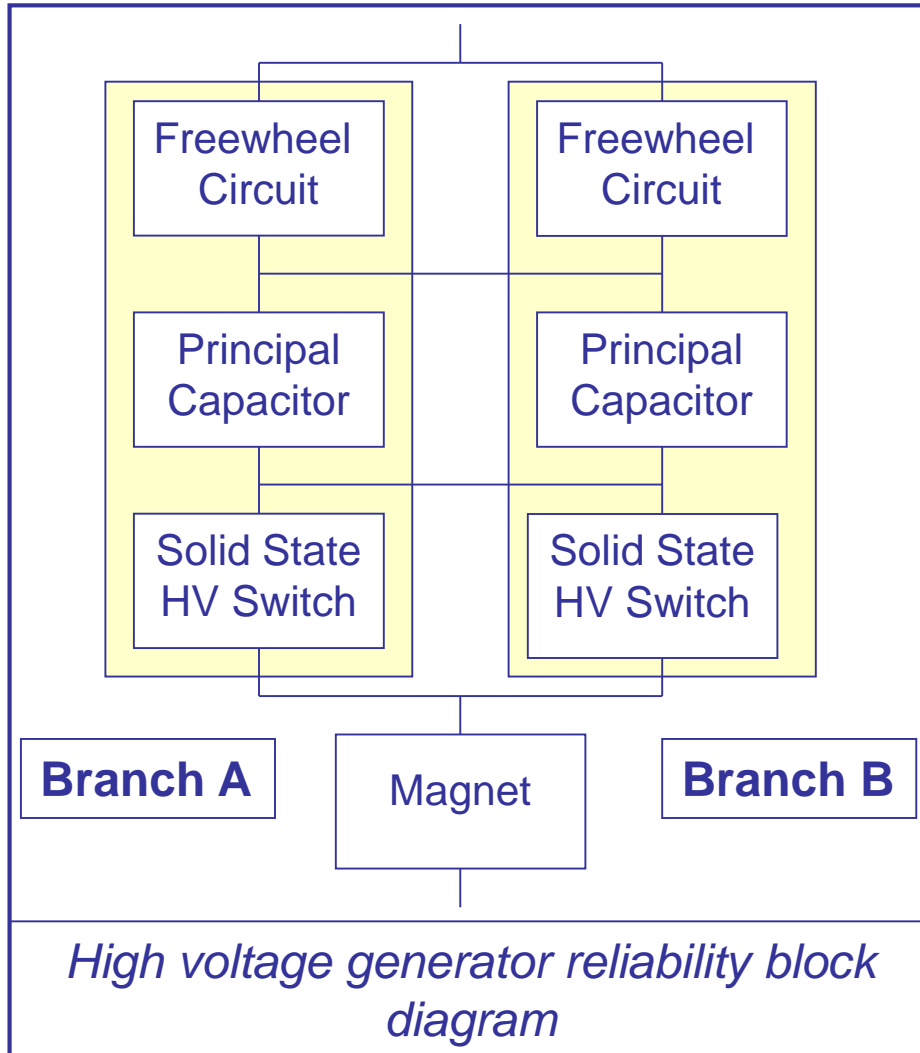 Freewheel
Circuit
Freewheel
Circuit
Principal
Capacitor
Principal
Capacitor
Solid State
HV Switch
Solid State
HV Switch
Branch A
Magnet
Branch B
High voltage generator reliability block
diagram